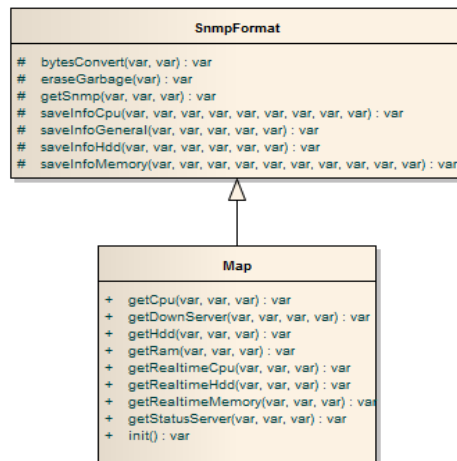 SnmpFormat
# bytesConvert(var, var) : var
# eraseGarbage(var) : var
# getSnmp(var, var, var) : var
# saveInfoCpu(var, var, var, var, var, var, var, var, var) : var
# saveInfoGeneral(var, var, var, var, var) : var
# saveInfoHdd(var, var, var, var, var, var) : var
# saveInfoMemory(var, var, var, var, var, var, var, var, var, var, var) : var
Map
+ getCpu(var, var, var) : var
+ getDownServer(var, var, var, var) : var
+ getHdd(var, var, var) : var
+ getRam(var, var, var) : var
+ getRealtimeCpu(var, var, var) : var
+ getRealtimeHdd(var, var, var) : var
+ getRealtimeMemory(var, var, var) : var
+ getStatusServer(var, var, var) : var
+ init() : var